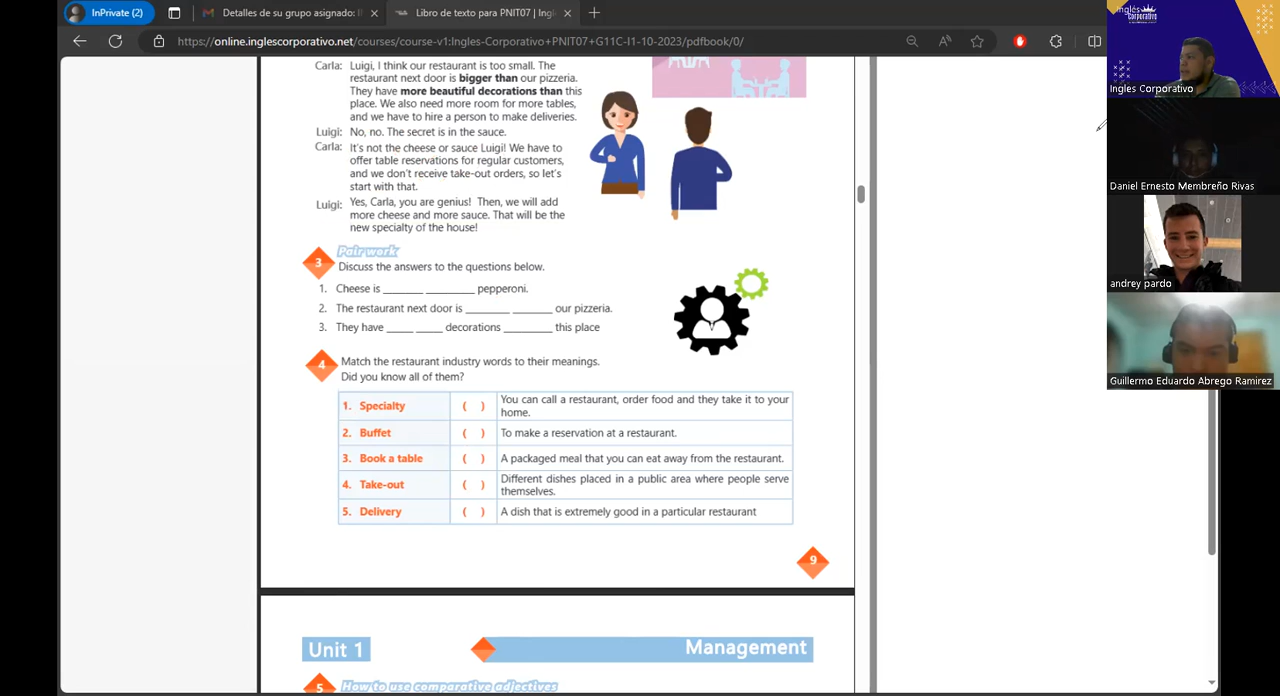 InPrivate (2)
Detalles de su grupo asignado: I
Libro de texto para PNIT07 | Ingl
https://online.inglescorporativo.net/courses/course-v1:Ingles-Corporativo+PNIT07+G11C-I1-10-2023/pdfbook/0/
Carla: Luigi, I think our restaurant is too small. The
restaurant next door is bigger than our pizzeria.
They have more beautiful decorations than this
place. We also need more room for more tables,
and we have to hire a person to make deliveries.
Luigi: No, no. The secret is in the sauce.
Carla: It's not the cheese or sauce Luigi! We have to
offer table reservations for regular customers,
and we don't receive take-out orders, so let's
start with that.
Luigi: Yes, Carla, you are genius! Then, we will add
more cheese and more sauce. That will be the
new specialty of the house!
3 Pair work
Discuss the answers to the questions below.
1. Cheese is ________ __________ pepperoni.
2. The restaurant next door is _________ ________ our pizzeria.
3. They have _____ _____ decorations __________ this place
4 Match the restaurant industry words to their meanings.
Did you know all of them?
1. Specialty ( ) You can call a restaurant, order food and they take it to your
home.
2. Buffet ( ) To make a reservation at a restaurant.
3. Book a table ( ) A packaged meal that you can eat away from the restaurant.
4. Take-out ( ) Different dishes placed in a public area where people serve
themselves.
5. Delivery ( ) A dish that is extremely good in a particular restaurant
9
Unit 1
Management
5 How to use comparative adjectives
Inglés
Corporativo
Ingles Corporativo
Daniel Ernesto Membreño Rivas
andrey pardo
Guillermo Eduardo Abrego Ramirez